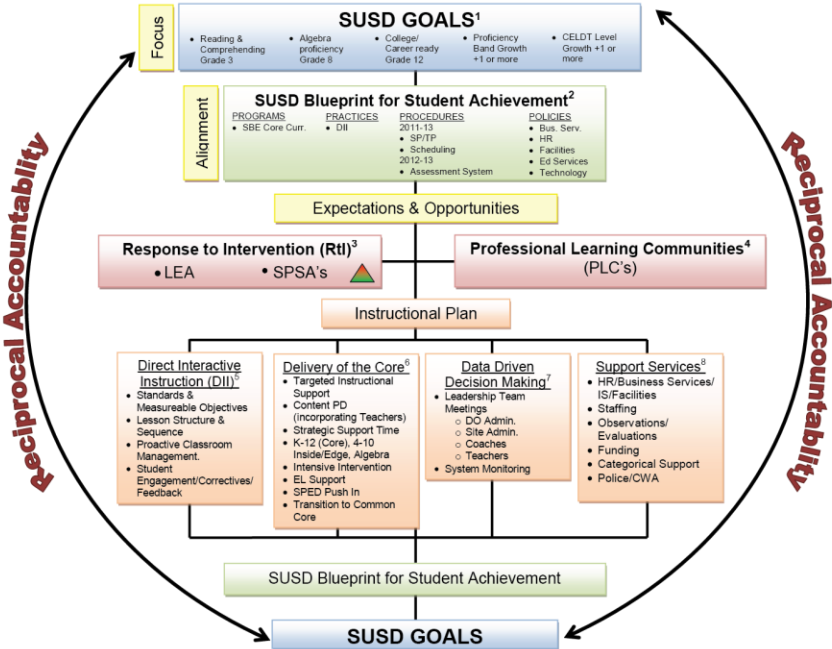 Focus
SUSD GOALS¹
• Reading & Comprehending Grade 3
• Algebra proficiency Grade 8
• College/ Career ready Grade 12
• Proficiency Band Growth +1 or more
• CELDT Level Growth +1 or more
Alignment
SUSD Blueprint for Student Achievement²
PROGRAMS
• SBE Core Curr.
PRACTICES
• DII
PROCEDURES
2011-13
• SP/TP
• Scheduling
2012-13
• Assessment System
POLICIES
• Bus. Serv.
• HR
• Facilities
• Ed Services
• Technology
Reciprocal Accountablity
Reciprocal Accountablity
Expectations & Opportunities
Response to Intervention (RtI)³
• LEA
• SPSA's
Professional Learning Communities⁴
(PLC's)
Instructional Plan
Direct Interactive
Instruction (DII)⁵
• Standards &
Measureable Objectives
• Lesson Structure &
Sequence
• Proactive Classroom
Management.
• Student
Engagement/Correctives/
Feedback
Delivery of the Core⁶
• Targeted Instructional
Support
• Content PD
(incorporating Teachers)
• Strategic Support Time
• K-12 (Core), 4-10
Inside/Edge, Algebra
• Intensive Intervention
• EL Support
• SPED Push In
• Transition to Common
Core
Data Driven
Decision Making⁷
• Leadership Team
Meetings
o DO Admin.
o Site Admin.
o Coaches
o Teachers
• System Monitoring
Support Services⁸
• HR/Business Services/
IS/Facilities
• Staffing
• Observations/
Evaluations
• Funding
• Categorical Support
• Police/CWA
SUSD Blueprint for Student Achievement
SUSD GOALS